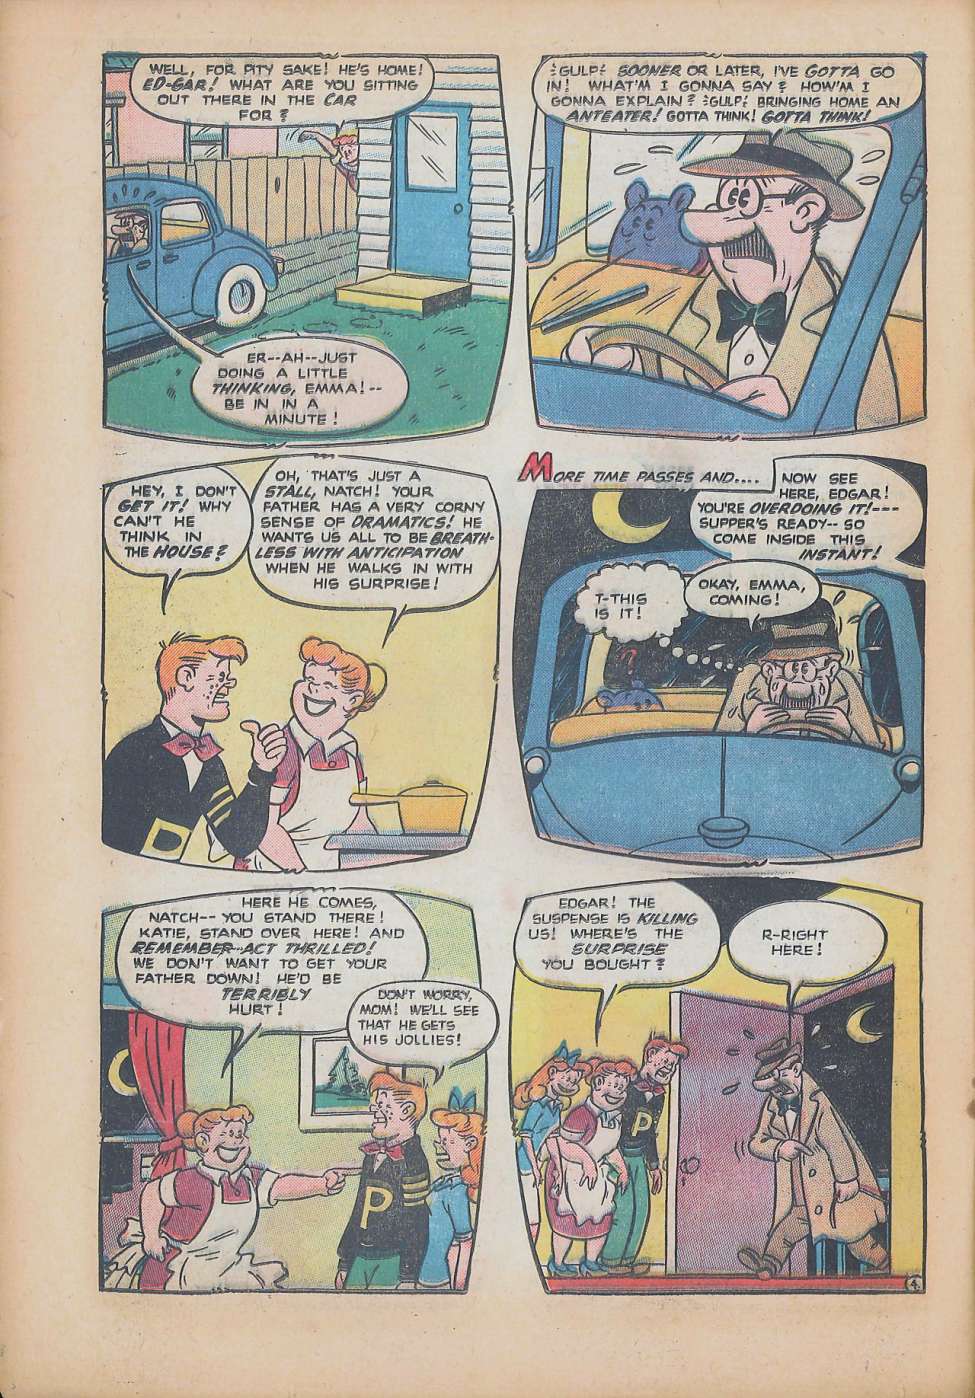 WELL, FOR PITY SAKE! HE'S HOME!
ED-GAR! WHAT ARE YOU SITTING
OUT THERE IN THE CAR
FOR?
ER--AH--JUST
DOING A LITTLE
THINKING, EMMA!--
BE IN IN A
MINUTE!
GULP! SOONER OR LATER, I'VE GOTTA GO
IN! WHAT'M I GONNA SAY? HOW'M I
GONNA EXPLAIN? GULP! BRINGING HOME AN
ANTEATER! GOTTA THINK! GOTTA THINK!
HEY, I DON'T
GET IT! WHY
CAN'T HE
THINK IN
THE HOUSE?
OH, THAT'S JUST A
STALL, NATCH! YOUR
FATHER HAS A VERY CORNY
SENSE OF DRAMATICS! HE
WANTS US ALL TO BE BREATH-
LESS WITH ANTICIPATION
WHEN HE WALKS IN WITH
HIS SURPRISE!
MORE TIME PASSES AND....
NOW SEE
HERE, EDGAR!
YOU'RE OVERDOING IT!---
SUPPER'S READY-- SO
COME INSIDE THIS
INSTANT!
T-THIS
IS IT!
OKAY, EMMA,
COMING!
?
HERE HE COMES,
NATCH-- YOU STAND THERE!
KATIE, STAND OVER HERE! AND
REMEMBER--ACT THRILLED!
WE DON'T WANT TO GET YOUR
FATHER DOWN! HE'D BE
TERRIBLY
HURT!
DON'T WORRY,
MOM! WE'LL SEE
THAT HE GETS
HIS JOLLIES!
P
EDGAR! THE
SUSPENSE IS KILLING
US! WHERE'S THE
SURPRISE
YOU BOUGHT?
R-RIGHT
HERE!
P
4